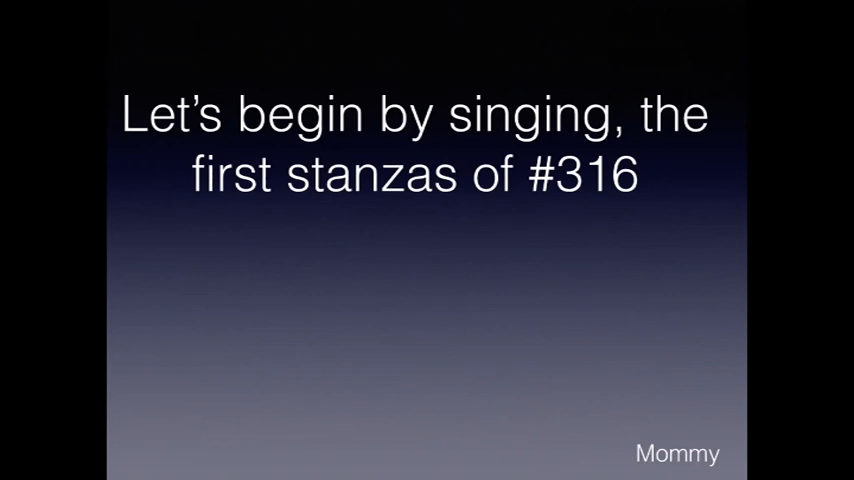 Let's begin by singing, the
first stanzas of #316
Mommy